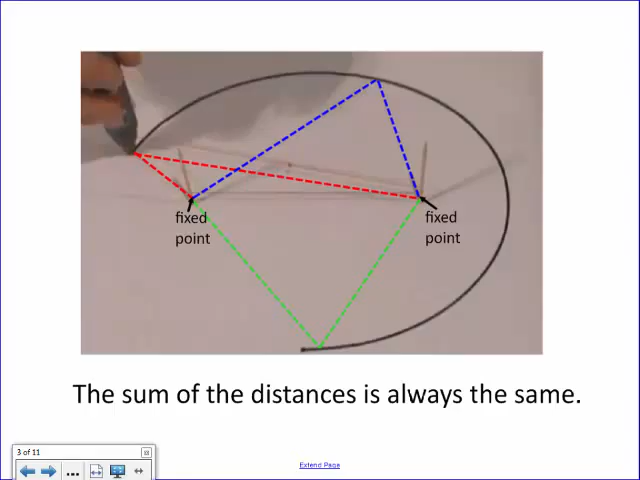 fixed
point
fixed
point
The sum of the distances is always the same.
3 of 11
Extend Page